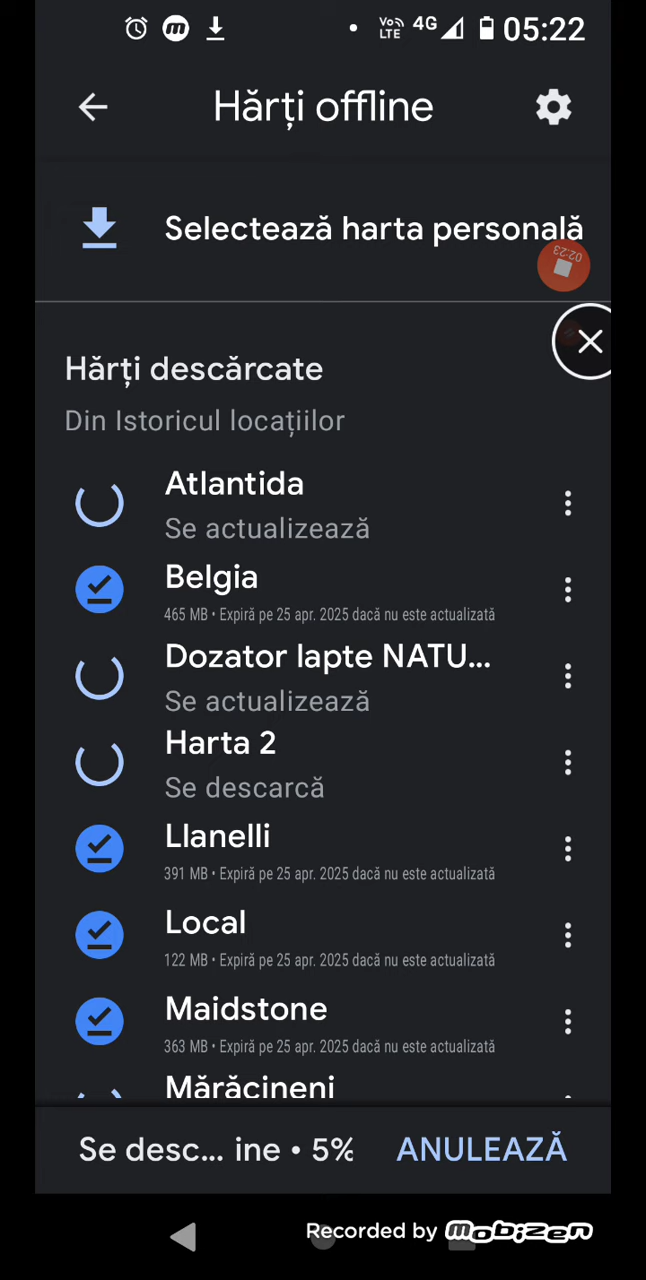 VoLTE 4G 05:22
Hărți offline
Selectează harta personală
02:23
Hărți descărcate
Din Istoricul locațiilor
Atlantida
Se actualizează
Belgia
465 MB • Expiră pe 25 apr. 2025 dacă nu este actualizată
Dozator lapte NATU...
Se actualizează
Harta 2
Se descarcă
Llanelli
391 MB • Expiră pe 25 apr. 2025 dacă nu este actualizată
Local
122 MB • Expiră pe 25 apr. 2025 dacă nu este actualizată
Maidstone
363 MB • Expiră pe 25 apr. 2025 dacă nu este actualizată
Mărăcineni
Se desc... ine • 5% ANULEAZĂ
Recorded by mobizen